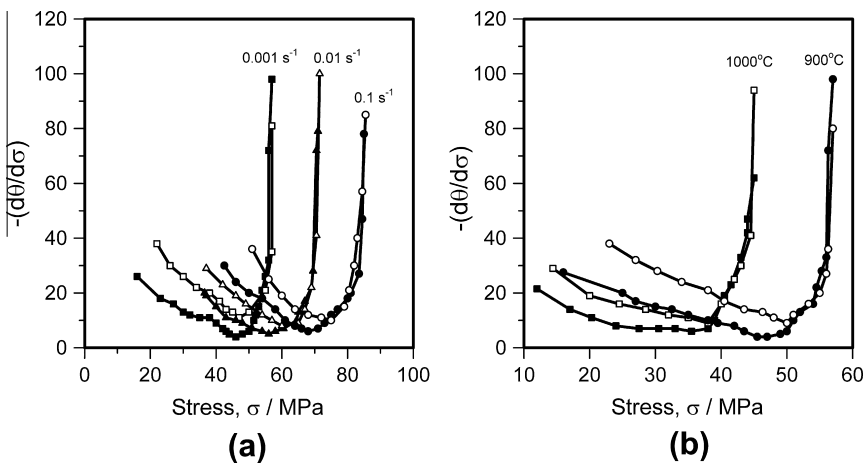 120
100
80
60
40
20
0
-(dθ/dσ)
0.001 s-1
0.01 s-1
0.1 s-1
0 20 40 60 80 100
Stress, σ / MPa
(a)
120
100
80
60
40
20
0
-(dθ/dσ)
1000oC
900oC
10 20 30 40 50 60
Stress, σ / MPa
(b)